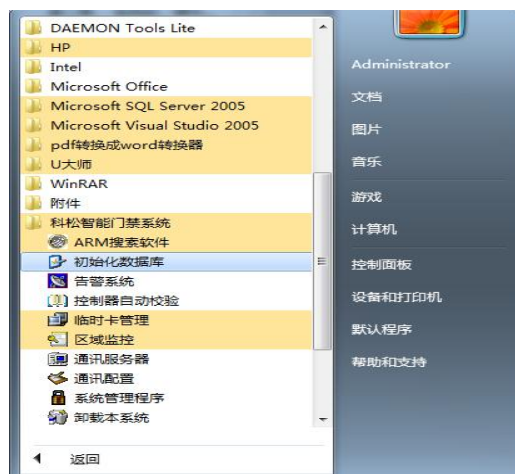 DAEMON Tools Lite
HP
Intel
Microsoft Office
Microsoft SQL Server 2005
Microsoft Visual Studio 2005
pdf转换成word转换器
U大师
WinRAR
附件
科松智能门禁系统
ARM搜索软件
初始化数据库
告警系统
控制器自动校验
临时卡管理
区域监控
通讯服务器
通讯配置
系统管理程序
卸载本系统
返回
Administrator
文档
图片
音乐
游戏
计算机
控制面板
设备和打印机
默认程序
帮助和支持